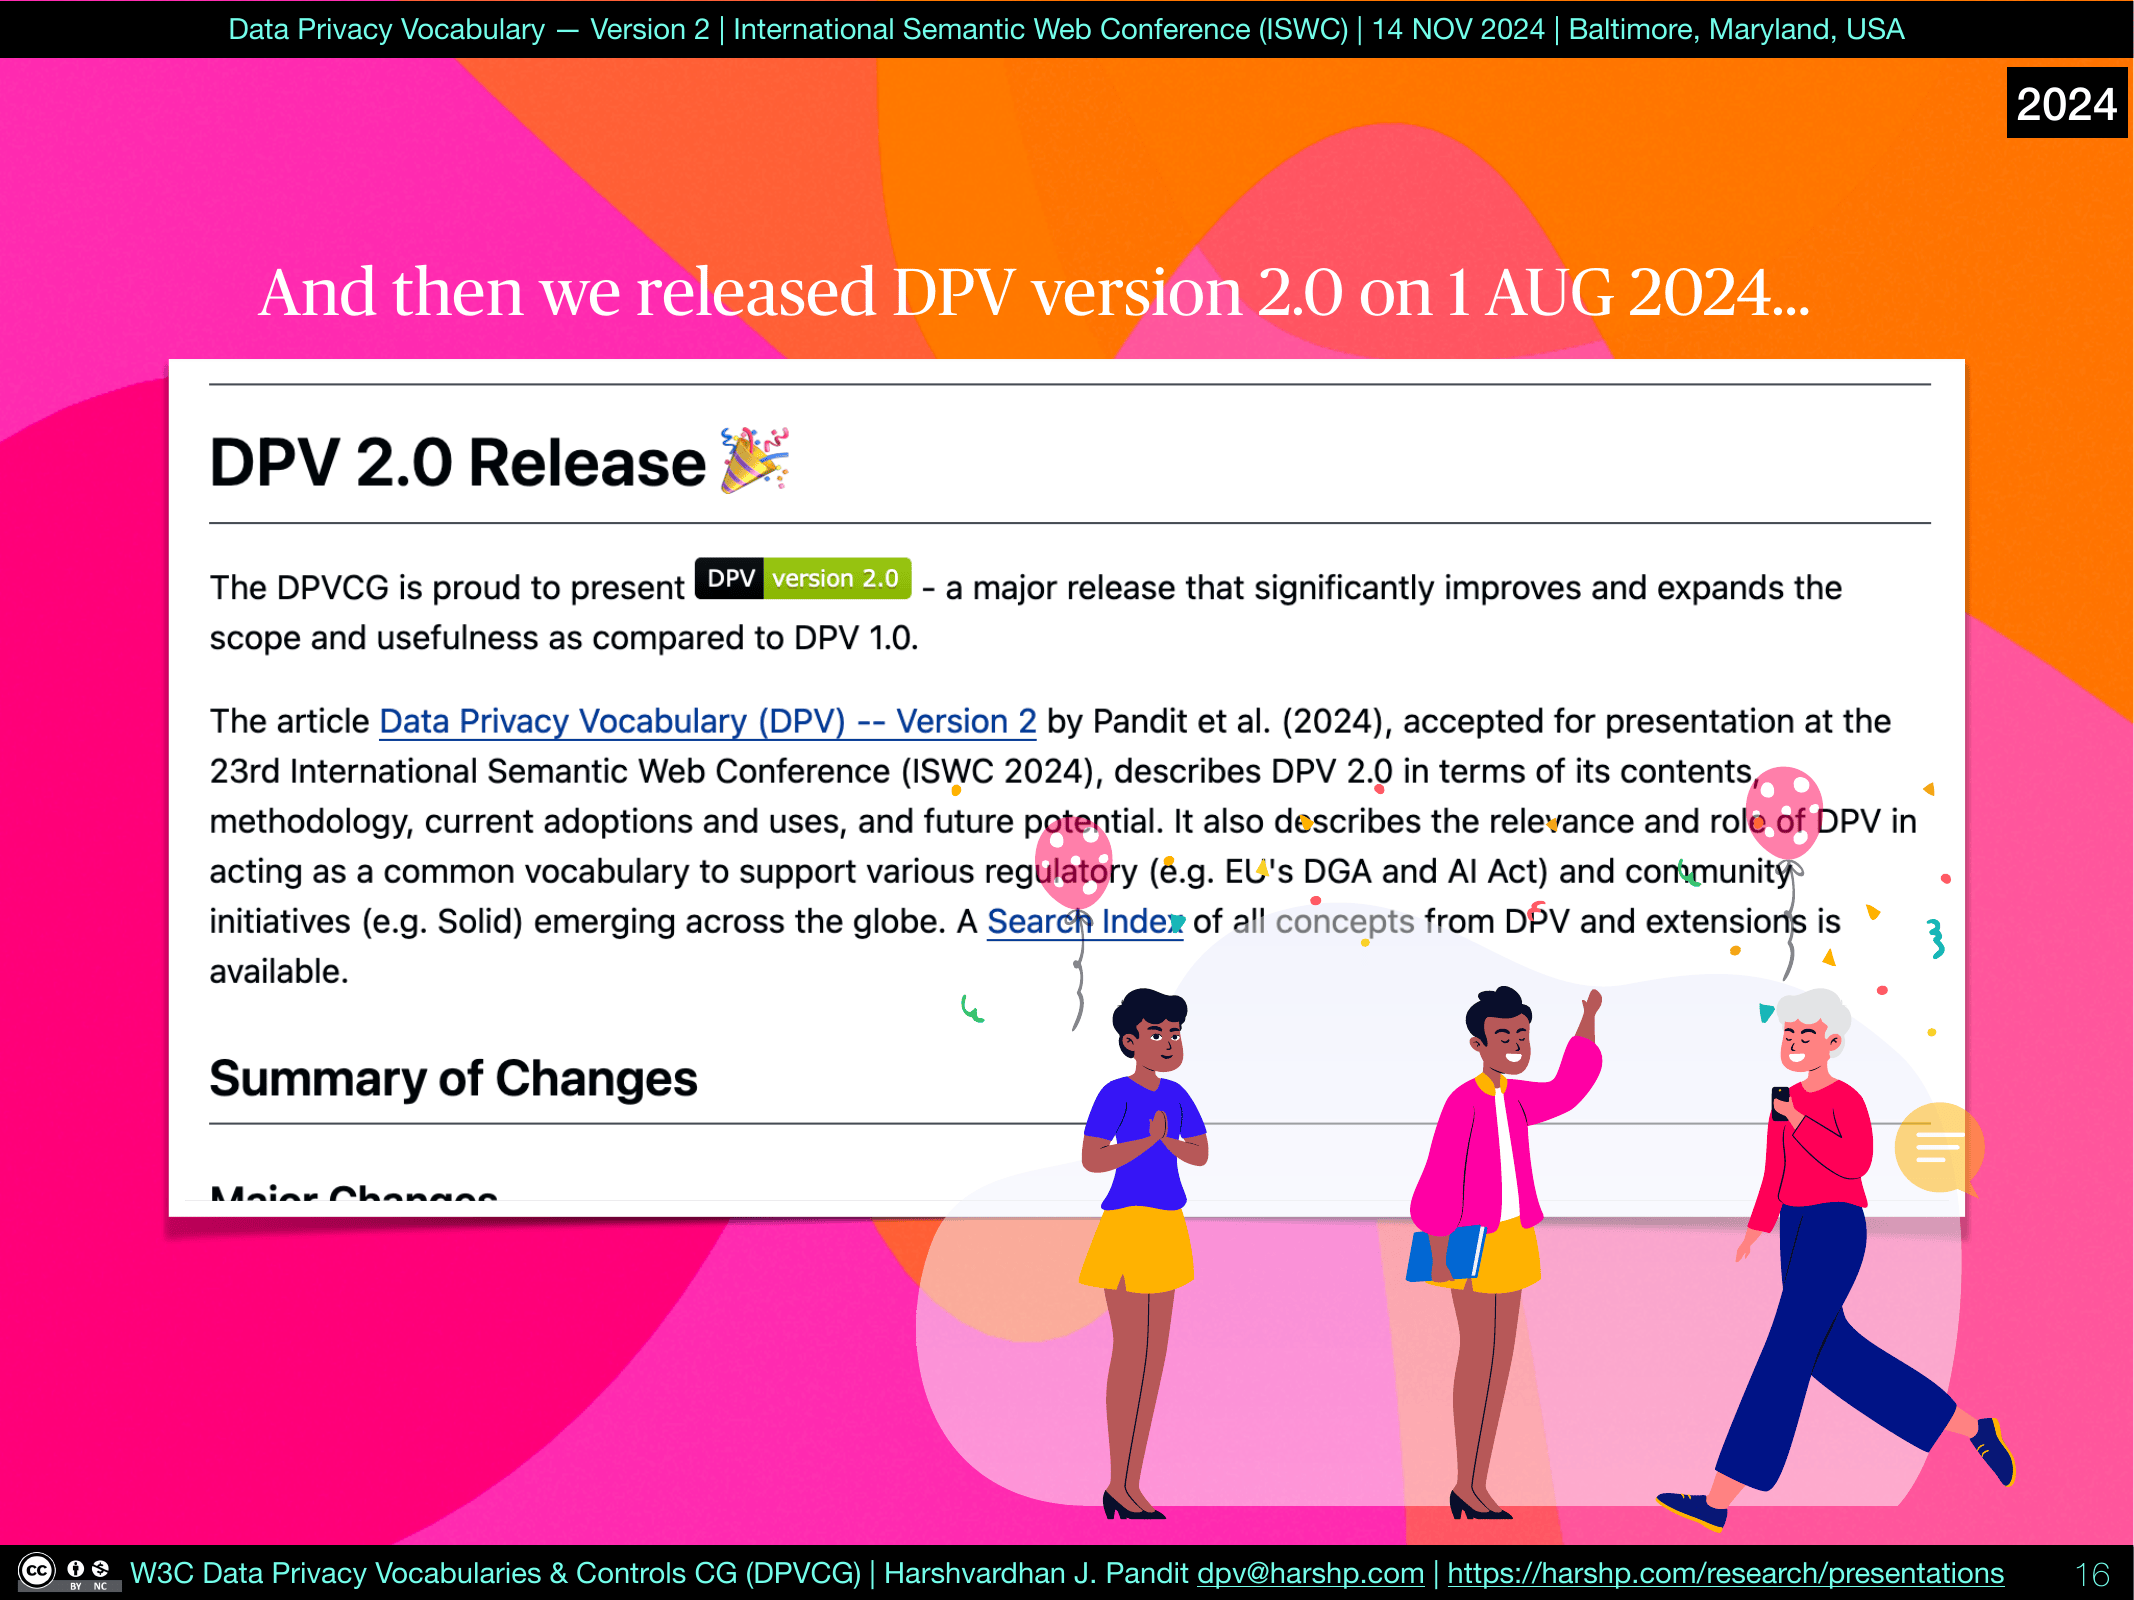 Data Privacy Vocabulary — Version 2 | International Semantic Web Conference (ISWC) | 14 NOV 2024 | Baltimore, Maryland, USA
2024
And then we released DPV version 2.0 on 1 AUG 2024...
DPV 2.0 Release
The DPVCG is proud to present DPV version 2.0 - a major release that significantly improves and expands the
scope and usefulness as compared to DPV 1.0.
The article Data Privacy Vocabulary (DPV) -- Version 2 by Pandit et al. (2024), accepted for presentation at the
23rd International Semantic Web Conference (ISWC 2024), describes DPV 2.0 in terms of its contents,
methodology, current adoptions and uses, and future potential. It also describes the relevance and role of DPV in
acting as a common vocabulary to support various regulatory (e.g. EU's DGA and AI Act) and community
initiatives (e.g. Solid) emerging across the globe. A Search Index of all concepts from DPV and extensions is
available.
Summary of Changes
Major Changes
CC BY NC W3C Data Privacy Vocabularies & Controls CG (DPVCG) | Harshvardhan J. Pandit dpv@harshp.com | https://harshp.com/research/presentations 16